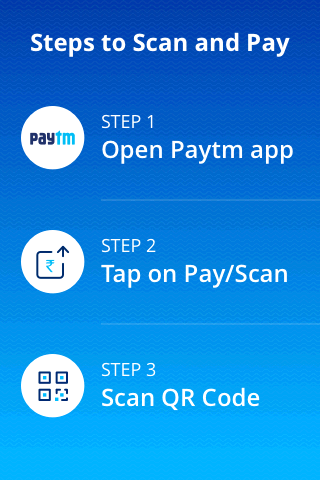 Steps to Scan and Pay
paytm
STEP 1
Open Paytm app
₹
STEP 2
Tap on Pay/Scan
STEP 3
Scan QR Code